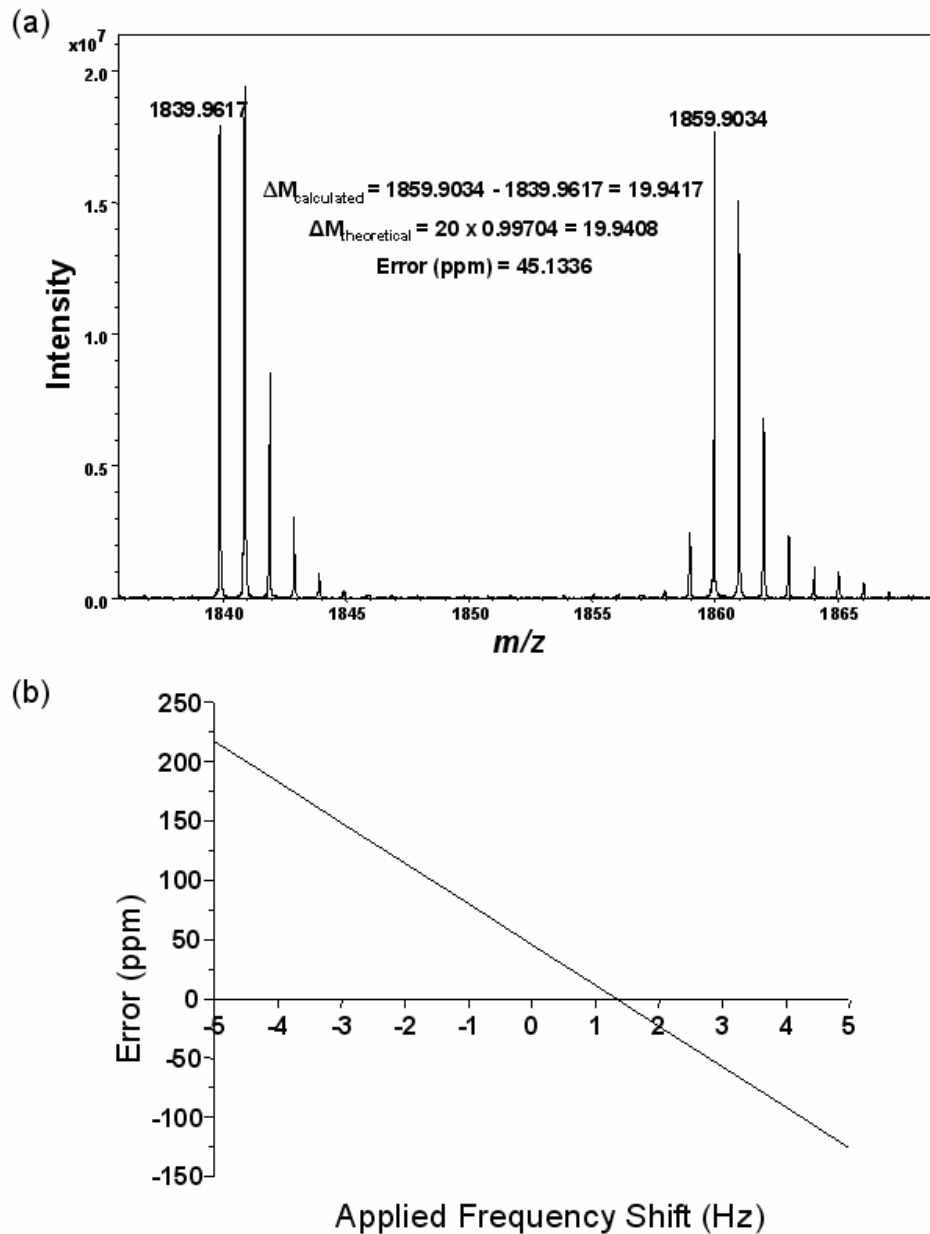 (a)
x10⁷
2.0
1.5
1.0
0.5
0.0
Intensity
1839.9617
1859.9034
ΔMcalculated = 1859.9034 - 1839.9617 = 19.9417
ΔMtheoretical = 20 x 0.99704 = 19.9408
Error (ppm) = 45.1336
1840 1845 1850 1855 1860 1865
m/z
(b)
250
200
150
100
50
0
-50
-100
-150
Error (ppm)
-5 -4 -3 -2 -1 0 1 2 3 4 5
Applied Frequency Shift (Hz)